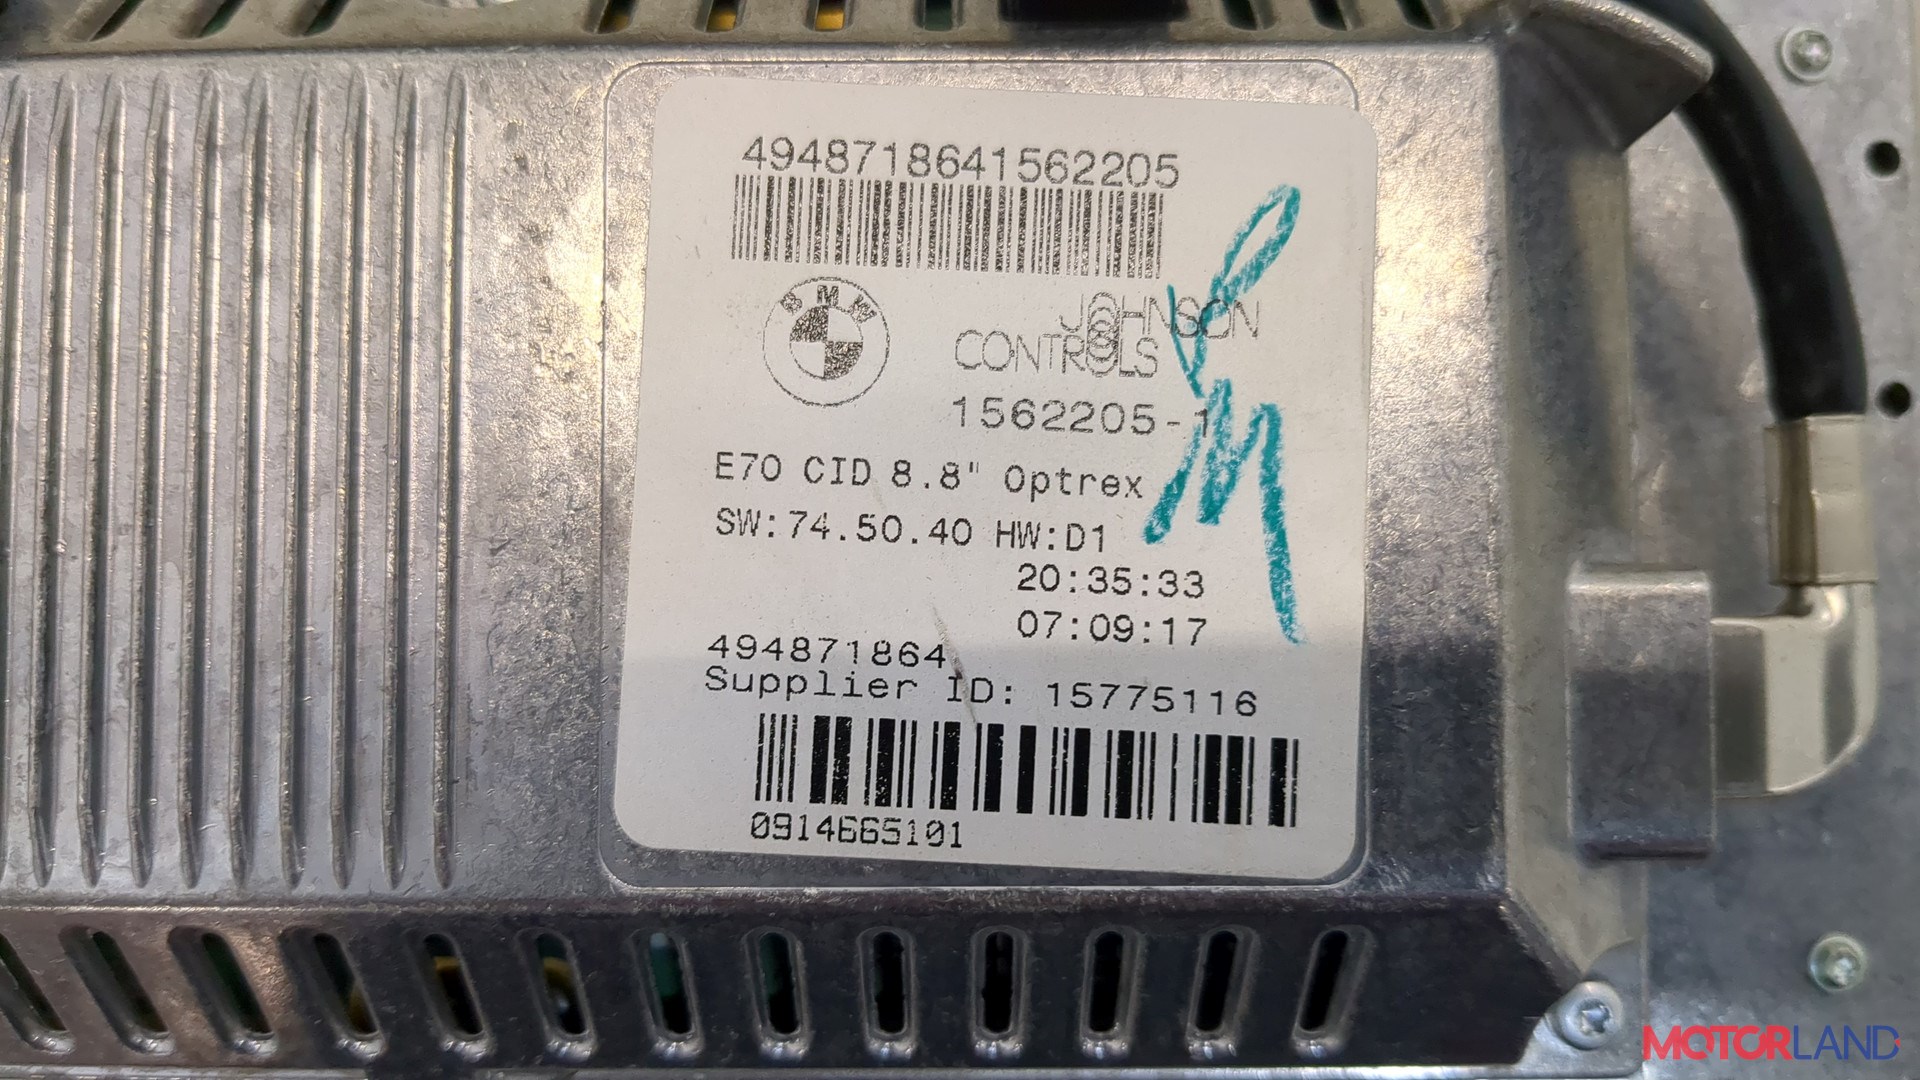 4948718641562205
BMW
JOHNSON
CONTROLS
1562205-1
E70 CID 8.8" Optrex
SW:74.50.40 HW:D1
20:35:33
07:09:17
494871864
Supplier ID: 15775116
0914665101
MOTORLAND